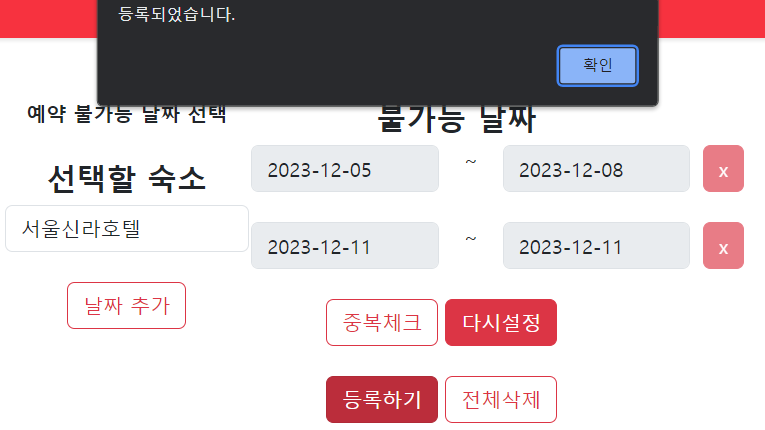 등록되었습니다.
확인
예약 불가능 날짜 선택
불가능 날짜
선택할 숙소
2023-12-05 ~ 2023-12-08 x
서울신라호텔
2023-12-11 ~ 2023-12-11 x
날짜 추가
중복체크 다시설정
등록하기 전체삭제